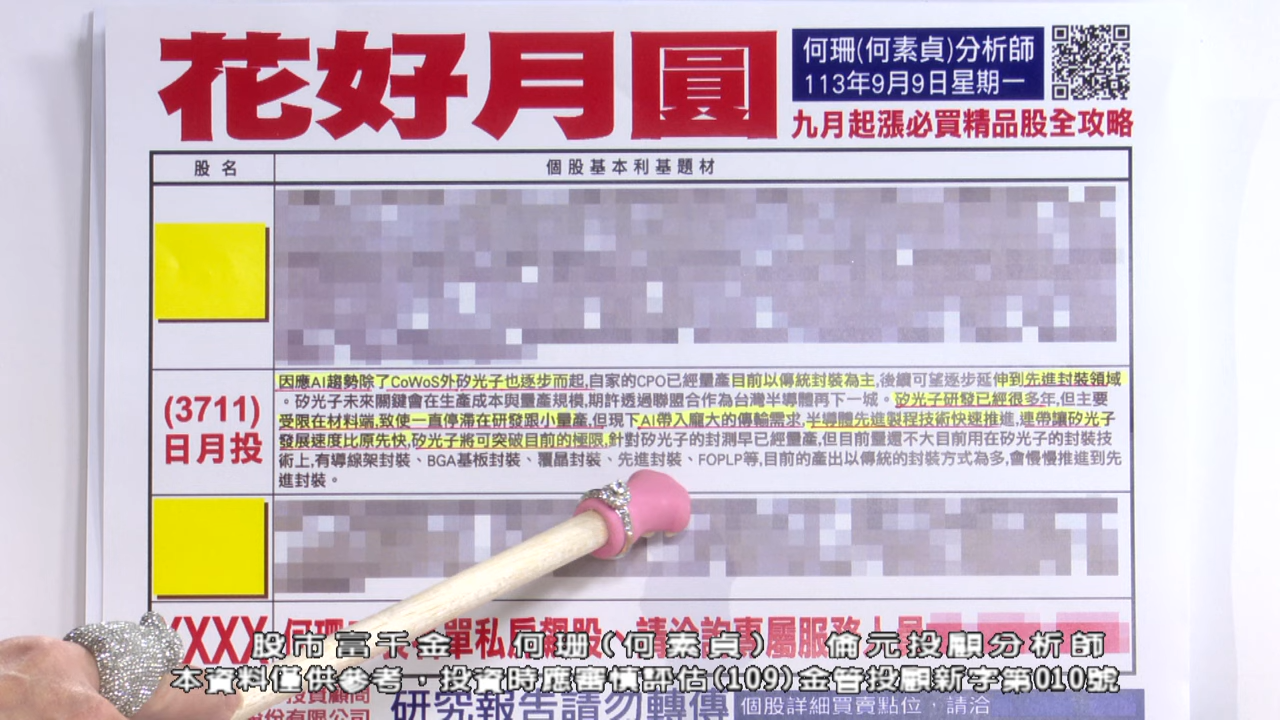 花好月圓
何珊(何素貞)分析師
113年9月9日星期一
九月起漲必買精品股全攻略
股名 個股基本利基題材
(3711)
日月投
因應AI趨勢除了CoWoS外矽光子也逐步而起,自家的CPO已經量產目前以傳統封裝為主,後續可望逐步延伸到先進封裝領域
。矽光子未來關鍵會在生產成本與量產規模,期許透過聯盟合作為台灣半導體再下一城。矽光子研發已經很多年,但主要
受限在材料端,致使一直停滯在研發跟小量產,但現下AI帶入龐大的傳輸需求,半導體先進製程技術快速推進,連帶讓矽光子
發展速度比原先快,矽光子將可突破目前的極限,針對矽光子的封測早已經量產,但目前量還不大目前用在矽光子的封裝技
術上,有導線架封裝、BGA基板封裝、覆晶封裝、先進封裝、FOPLP等,目前的產出以傳統的封裝方式為多,會慢慢推進到先
進封裝。
XXX
股市富千金 何珊(何素貞) 倫元投顧分析師
本資料僅供參考，投資時應審慎評估(109)金管投顧新字第010號
投資顧問
股份有限公司
研究報告請勿轉傳
個股詳細買賣點位，請洽